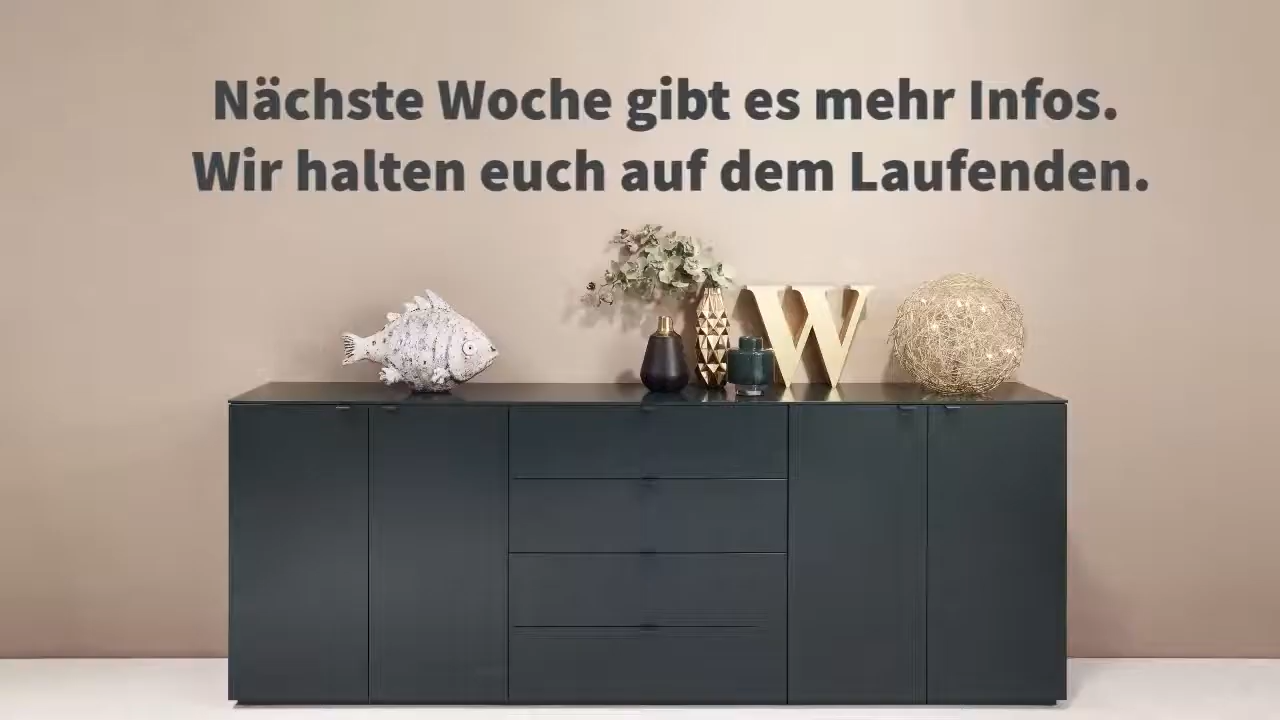 Nächste Woche gibt es mehr Infos.
Wir halten euch auf dem Laufenden.
W